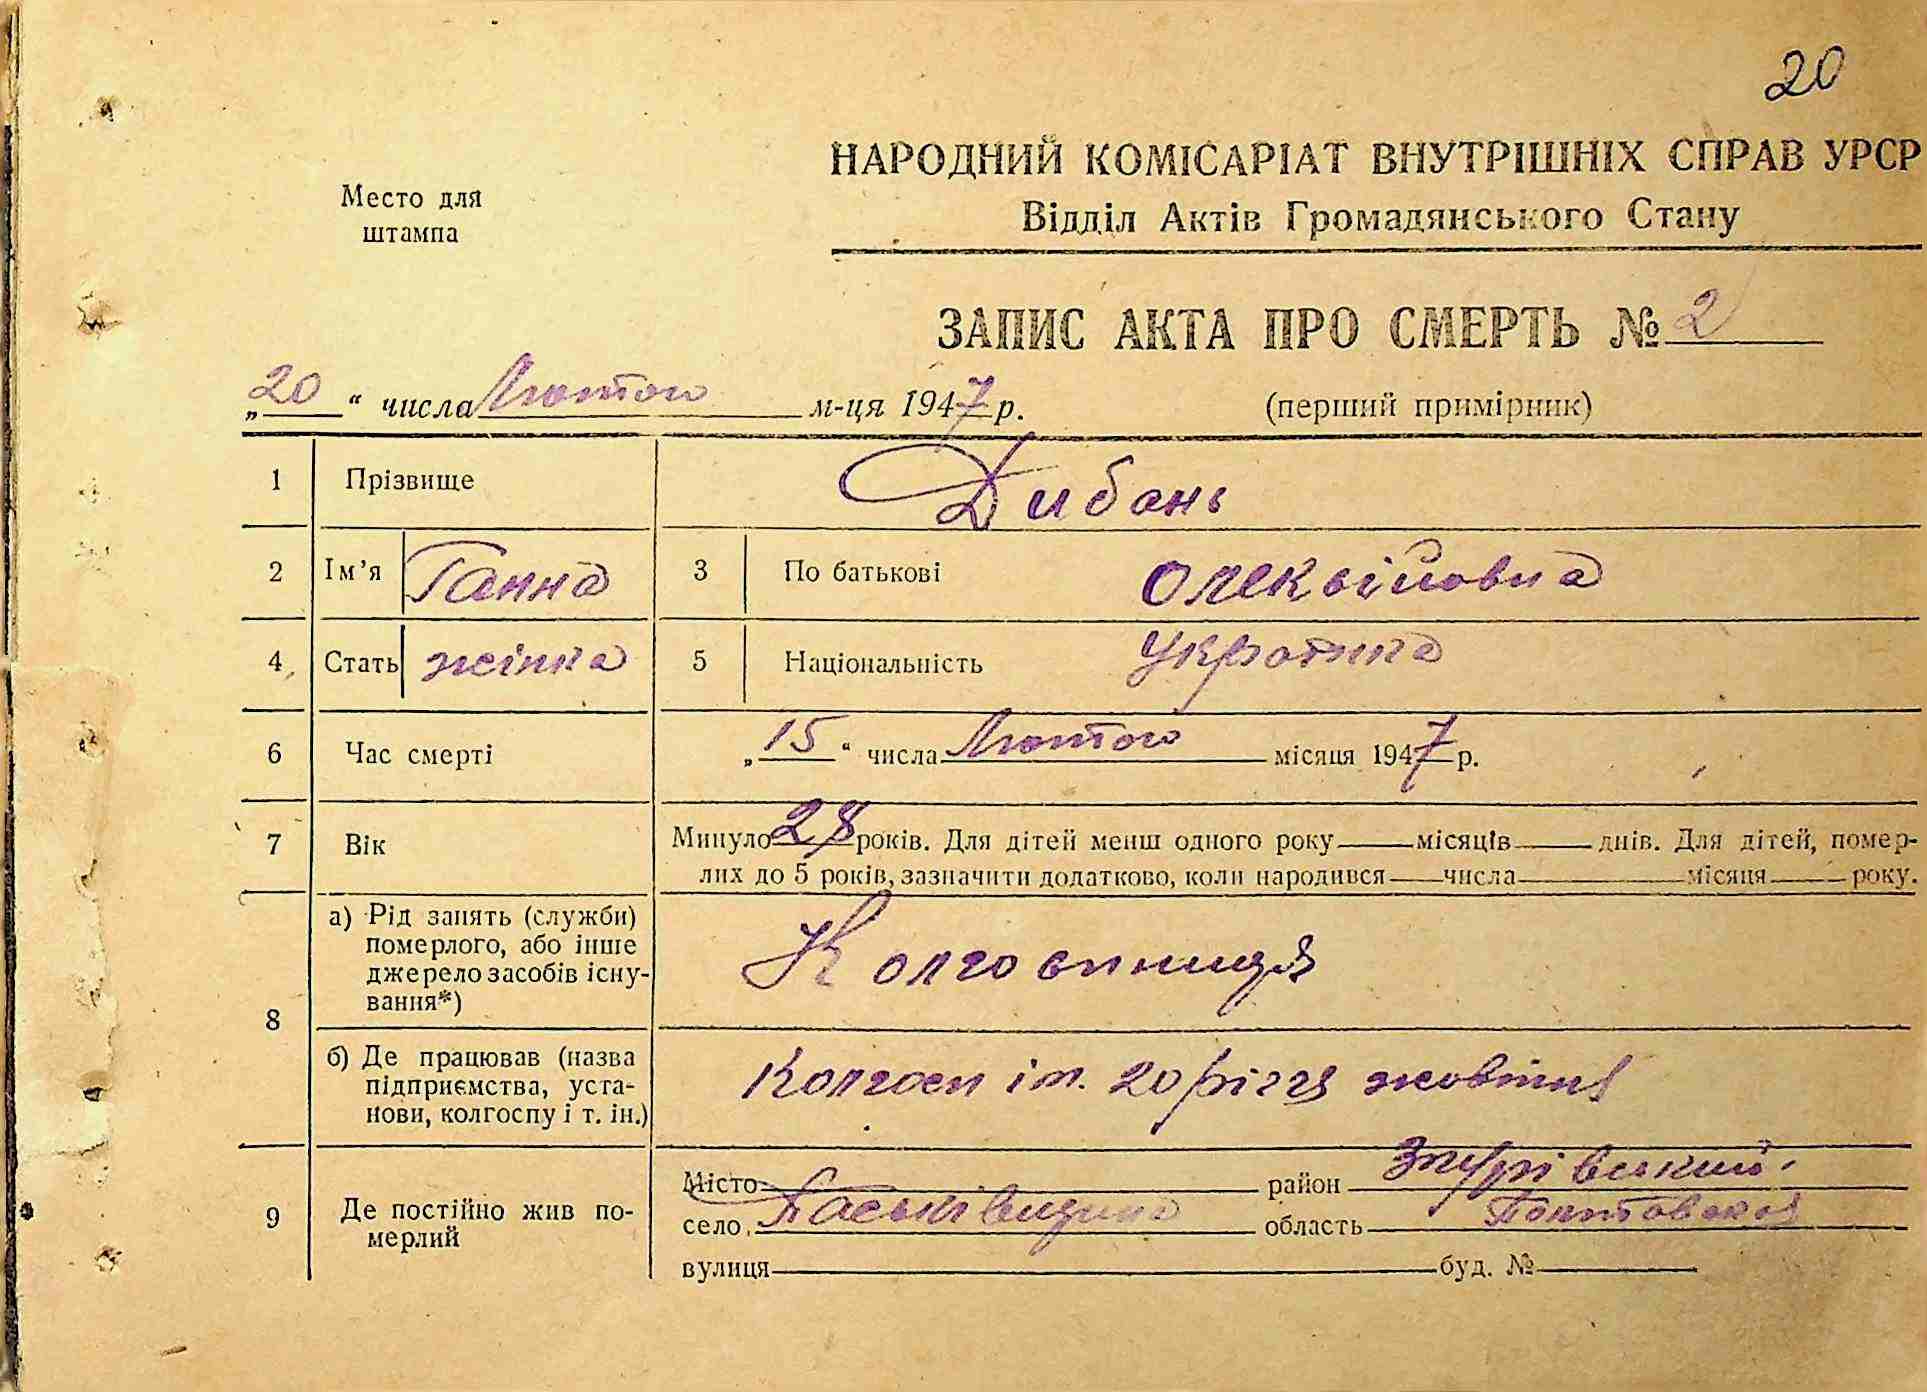 20
НАРОДНИЙ КОМІСАРІАТ ВНУТРІШНІХ СПРАВ УРСР
Место для
штампа
Відділ Актів Громадянського Стану
ЗАПИС АКТА ПРО СМЕРТЬ № 2
„20“ числа Лютого м-ця 1947 р.
(перший примірник)
1 Прізвище Дибань
2 Ім'я Ганна 3 По батькові Олексійовна
4 Стать жінка 5 Національність Українка
6 Час смерті „15“ числа Лютого місяця 1947 р.
7 Вік Минуло 28 років. Для дітей менш одного року місяців днів. Для дітей, помер-
лих до 5 років, зазначити додатково, коли народився числа місяця року.
8 а) Рід занять (служби)
померлого, або інше
джерело засобів існу-
вання*)
Колгоспниця
б) Де працював (назва
підприємства, уста-
нови, колгоспу і т. ін.)
Колгосп ім. 20 річчя жовтня
9 Де постійно жив по-
мерлий
Місто район Згурівський
село Пасківщина область Полтавская
вулиця буд. №